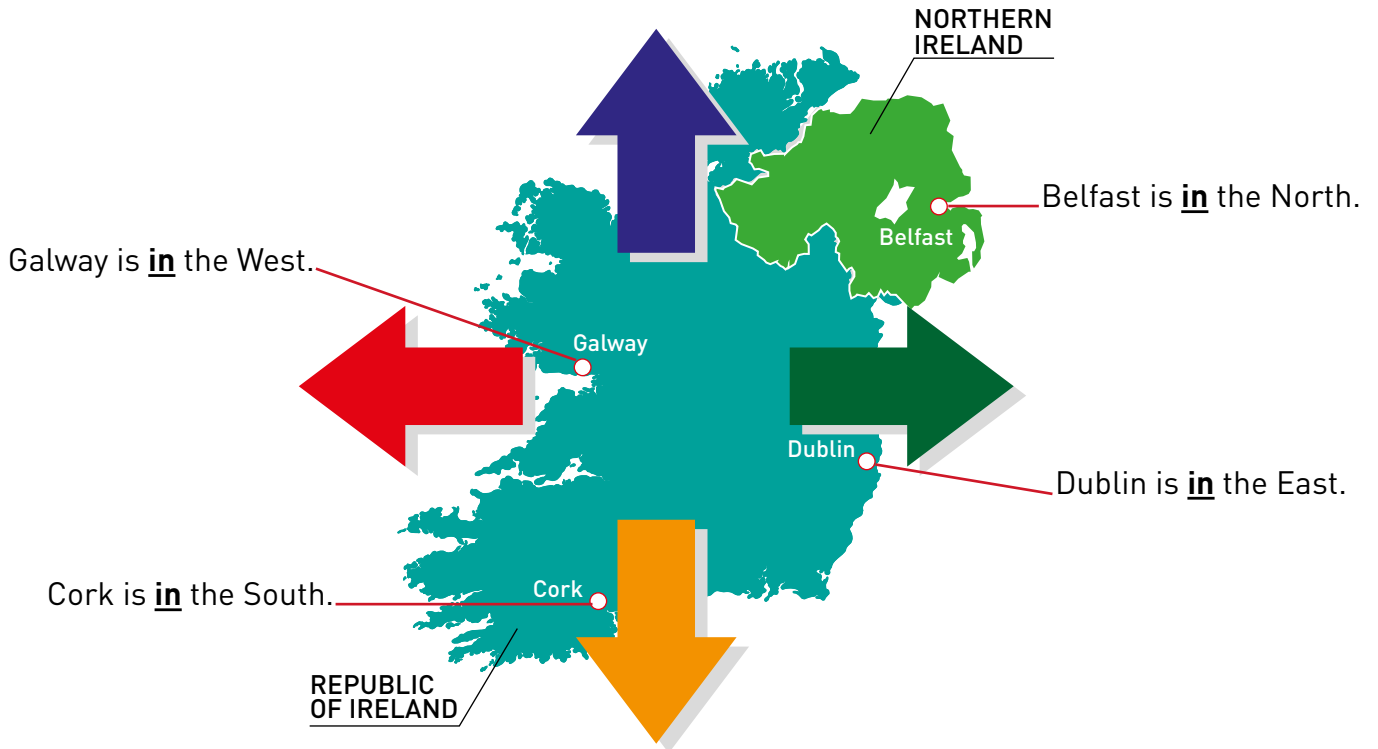 NORTHERN
IRELAND
Belfast is in the North.
Belfast
Galway is in the West.
Galway
Dublin
Dublin is in the East.
Cork is in the South.
Cork
REPUBLIC
OF IRELAND